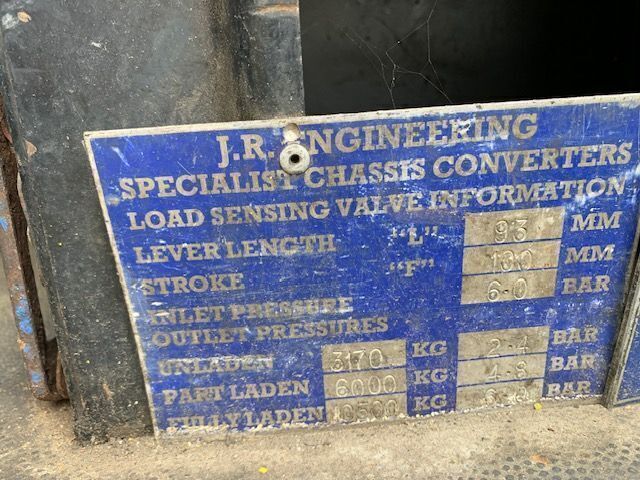 J.R. ENGINEERING
SPECIALIST CHASSIS CONVERTERS
LOAD SENSING VALVE INFORMATION
LEVER LENGTH "L" 93 MM
STROKE "F" 130 MM
INLET PRESSURE 6·0 BAR
OUTLET PRESSURES
UNLADEN 3170 KG 2·4 BAR
PART LADEN 6000 KG 4·8 BAR
FULLY LADEN 10500 KG BAR